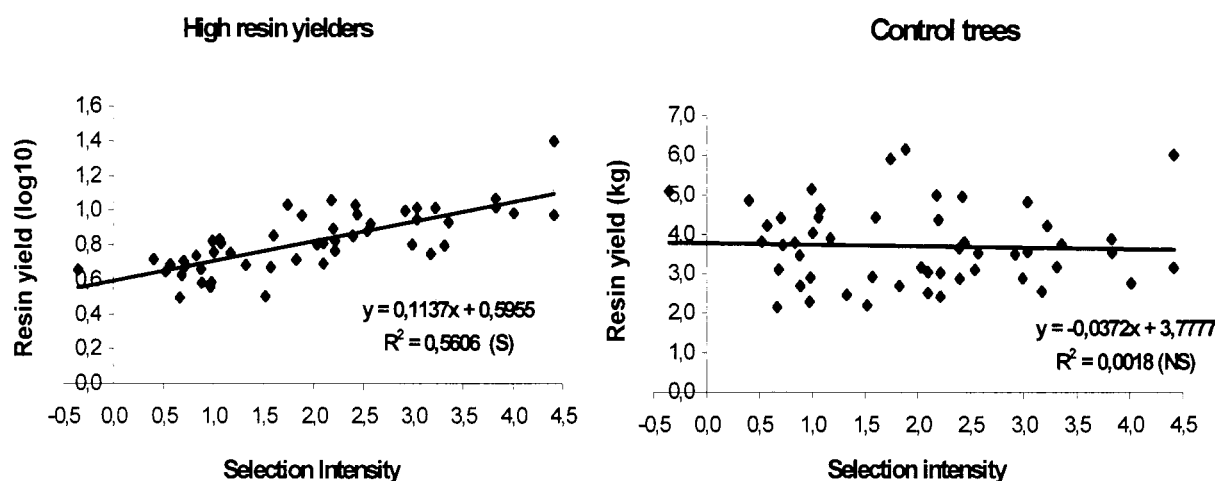 High resin yielders
Resin yield (log10)
1,6
1,4
1,2
1,0
0,8
0,6
0,4
0,2
0,0
-0,5 0,0 0,5 1,0 1,5 2,0 2,5 3,0 3,5 4,0 4,5
y = 0,1137x + 0,5955
R² = 0,5606 (S)
Selection Intensity
Control trees
Resin yield (kg)
7,0
6,0
5,0
4,0
3,0
2,0
1,0
0,0
-0,5 0,0 0,5 1,0 1,5 2,0 2,5 3,0 3,5 4,0 4,5
y = -0,0372x + 3,7777
R² = 0,0018 (NS)
Selection intensity